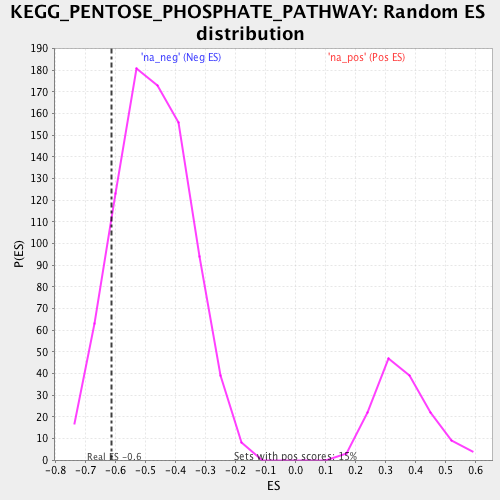 KEGG_PENTOSE_PHOSPHATE_PATHWAY: Random ES
distribution
'na_neg' (Neg ES) 'na_pos' (Pos ES)
190
180
170
160
150
140
130
120
110
100
90
80
70
60
50
40
30
20
10
0
P(ES)
Real ES -0.6 Sets with pos scores: 15%
-0.8 -0.7 -0.6 -0.5 -0.4 -0.3 -0.2 -0.1 0.0 0.1 0.2 0.3 0.4 0.5 0.6
ES